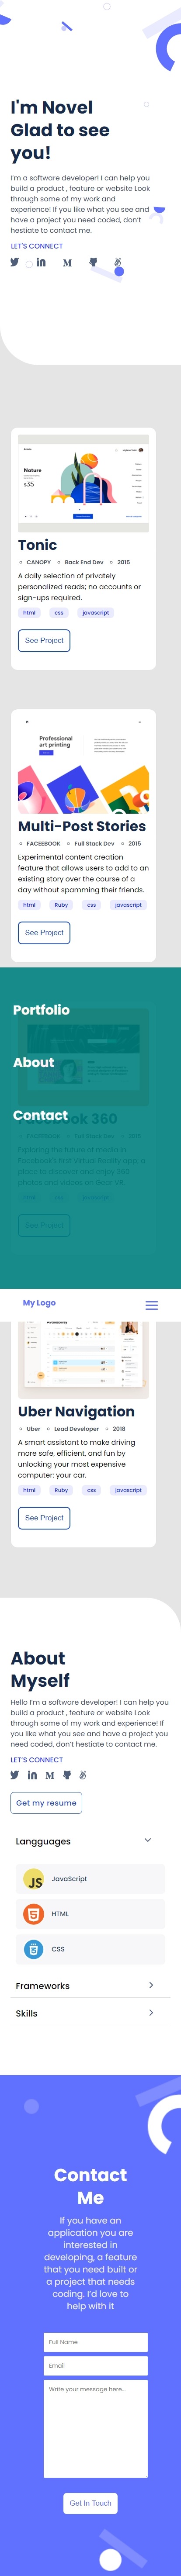 I'm Novel
Glad to see
you!
I'm a software developer! I can help you
build a product , feature or website Look
through some of my work and
experience! If you like what you see and
have a project you need coded, don't
hestiate to contact me.
LET'S CONNECT
Nature
s35
Tonic
CANOPY Back End Dev 2015
A daily selection of privately
personalized reads; no accounts or
sign-ups required.
html css javascript
See Project
Professional
art printing
Multi-Post Stories
FACEBOOK Full Stack Dev 2015
Experimental content creation
feature that allows users to add to an
existing story over the course of a
day without spamming their friends.
html Ruby css javascript
See Project
Portfolio
About
Contact
Facebook 360
FACEBOOK Full Stack Dev 2015
Exploring the future of media in
Facebook's first Virtual Reality app; a
place to discover and enjoy 360
photos and videos on Gear VR.
See Project
My Logo
Uber Navigation
Uber Lead Developer 2018
A smart assistant to make driving
more safe, efficient, and fun by
unlocking your most expensive
computer: your car.
html Ruby css javascript
See Project
About
Myself
Hello I'm a software developer! I can help you
build a product , feature or website Look
through some of my work and experience! If
you like what you see and have a project you
need coded, don't hestiate to contact me.
LET'S CONNECT
Get my resume
Langguages
JS JavaScript
HTML
CSS
Frameworks
Skills
Contact
Me
If you have an
application you are
interested in
developing, a feature
that you need built or
a project that needs
coding. I'd love to
help with it
Full Name
Email
Write your message here...
Get In Touch